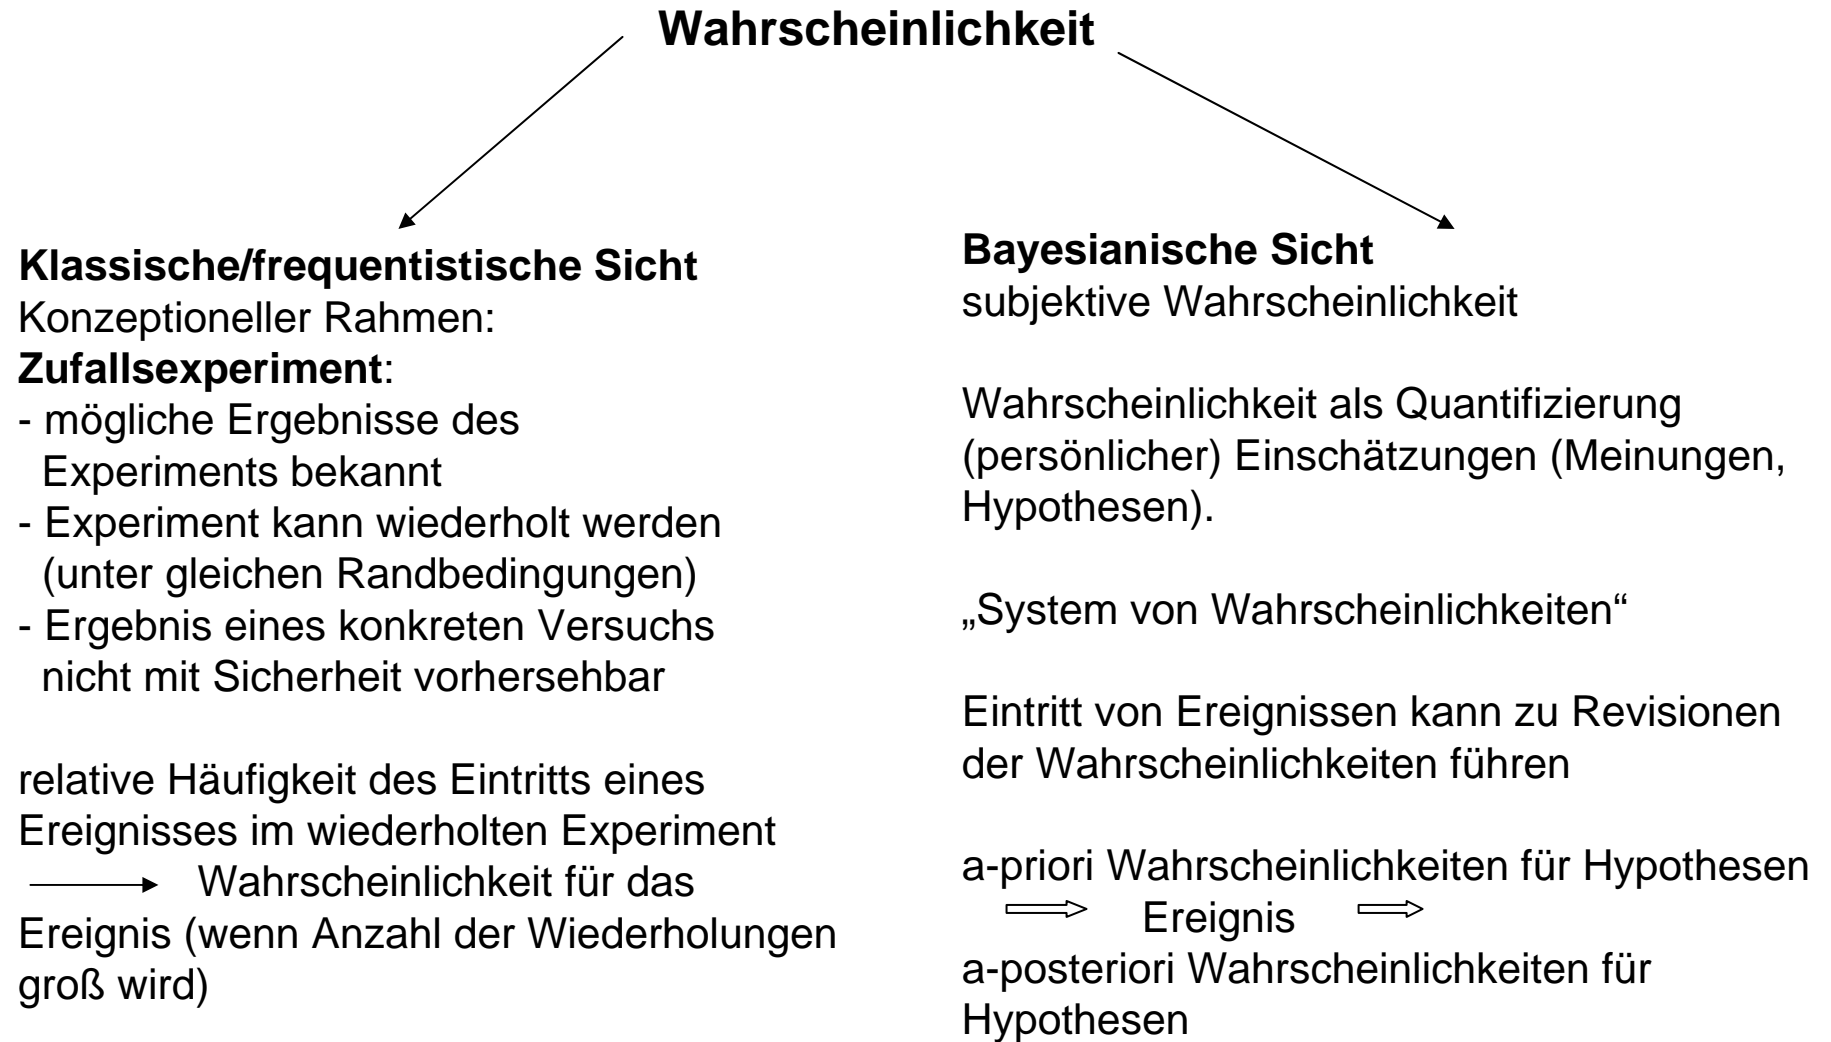 Wahrscheinlichkeit
Klassische/frequentistische Sicht
Konzeptioneller Rahmen:
Zufallsexperiment:
- mögliche Ergebnisse des
Experiments bekannt
- Experiment kann wiederholt werden
(unter gleichen Randbedingungen)
- Ergebnis eines konkreten Versuchs
nicht mit Sicherheit vorhersehbar
relative Häufigkeit des Eintritts eines
Ereignisses im wiederholten Experiment
Wahrscheinlichkeit für das
Ereignis (wenn Anzahl der Wiederholungen
groß wird)
Bayesianische Sicht
subjektive Wahrscheinlichkeit
Wahrscheinlichkeit als Quantifizierung
(persönlicher) Einschätzungen (Meinungen,
Hypothesen).
„System von Wahrscheinlichkeiten“
Eintritt von Ereignissen kann zu Revisionen
der Wahrscheinlichkeiten führen
a-priori Wahrscheinlichkeiten für Hypothesen
Ereignis
a-posteriori Wahrscheinlichkeiten für
Hypothesen